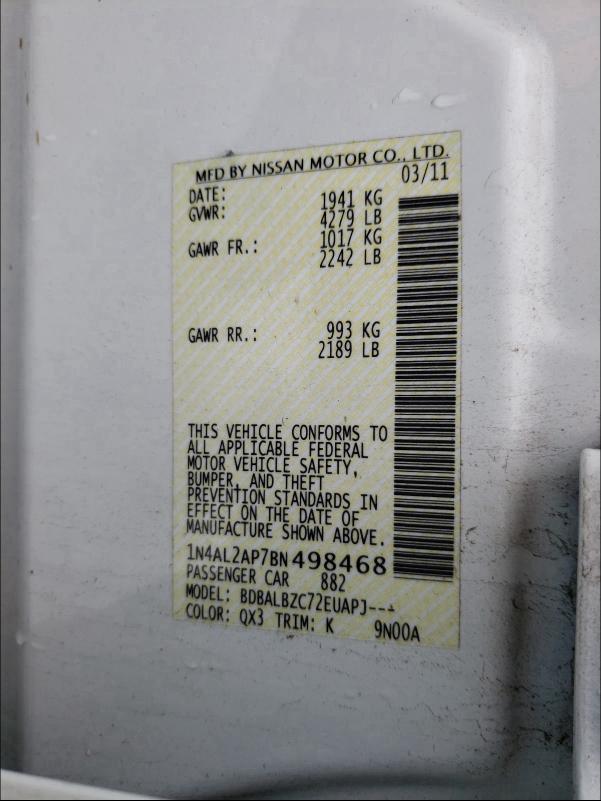 MFD BY NISSAN MOTOR CO., LTD.
DATE: 03/11
GVWR: 1941 KG
4279 LB
GAWR FR.: 1017 KG
2242 LB
GAWR RR.: 993 KG
2189 LB
THIS VEHICLE CONFORMS TO
ALL APPLICABLE FEDERAL
MOTOR VEHICLE SAFETY,
BUMPER, AND THEFT
PREVENTION STANDARDS IN
EFFECT ON THE DATE OF
MANUFACTURE SHOWN ABOVE.
1N4AL2AP7BN498468
PASSENGER CAR 882
MODEL: BDBALBZC72EUAPJ---
COLOR: QX3 TRIM: K 9N00A